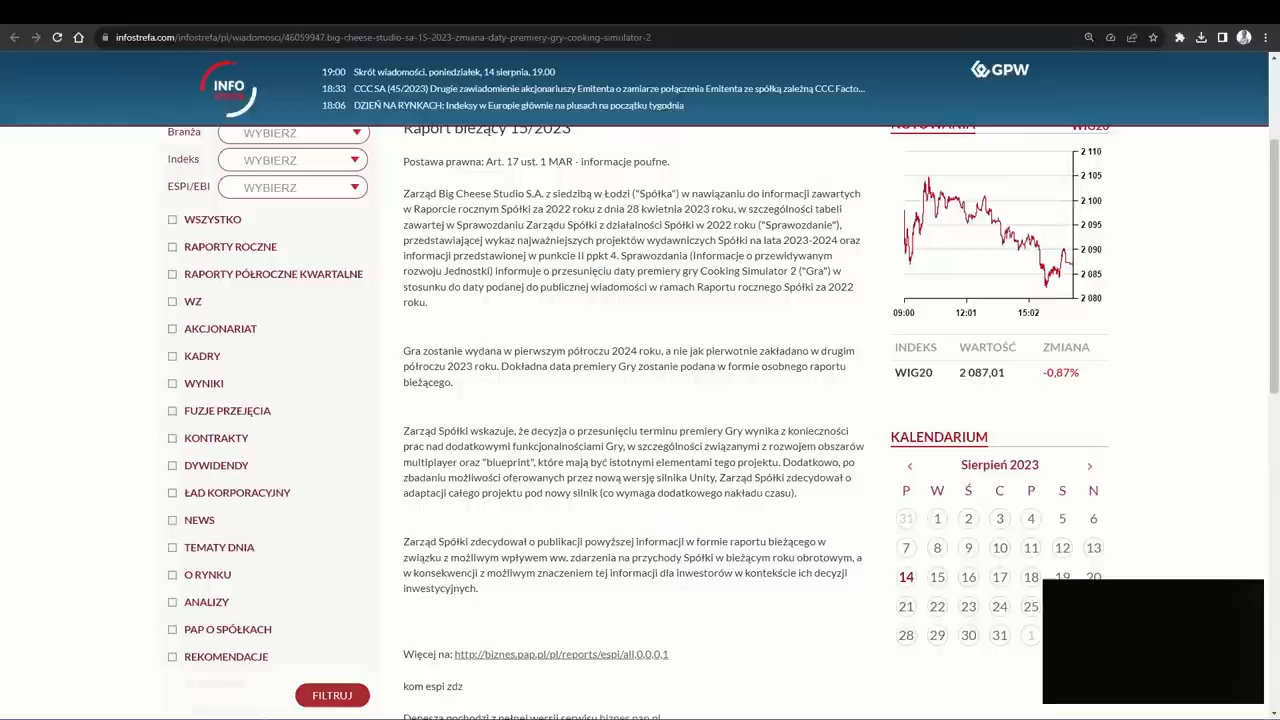 infostrefa.com/infostrefa/pl/wiadomosci/46059947,big-cheese-studio-sa-15-2023-zmiana-daty-premiery-gry-cooking-simulator-2
INFO
19:00 Skrót wiadomości, poniedziałek, 14 sierpnia, 19.00
18:33 CCC SA (45/2023) Drugie zawiadomienie akcjonariuszy Emitenta o zamiarze połączenia Emitenta ze spółką zależną CCC Facto...
18:06 DZIEŃ NA RYNKACH: Indeksy w Europie głównie na plusach na początku tygodnia
GPW
Branża WYBIERZ
Indeks WYBIERZ
ESPI/EBI WYBIERZ
WSZYSTKO
RAPORTY ROCZNE
RAPORTY PÓŁROCZNE KWARTALNE
WZ
AKCJONARIAT
KADRY
WYNIKI
FUZJE PRZEJĘCIA
KONTRAKTY
DYWIDENDY
ŁAD KORPORACYJNY
NEWS
TEMATY DNIA
O RYNKU
ANALIZY
PAP O SPÓŁKACH
REKOMENDACJE
FILTRUJ
Raport bieżący 15/2023
Postawa prawna: Art. 17 ust. 1 MAR - informacje poufne.
Zarząd Big Cheese Studio S.A. z siedzibą w Łodzi ("Spółka") w nawiązaniu do informacji zawartych
w Raporcie rocznym Spółki za 2022 roku z dnia 28 kwietnia 2023 roku, w szczególności tabeli
zawartej w Sprawozdaniu Zarządu Spółki z działalności Spółki w 2022 roku ("Sprawozdanie"),
przedstawiającej wykaz najważniejszych projektów wydawniczych Spółki na lata 2023-2024 oraz
informacji przedstawionej w punkcie II ppkt 4. Sprawozdania (Informacje o przewidywanym
rozwoju Jednostki) informuje o przesunięciu daty premiery gry Cooking Simulator 2 ("Gra") w
stosunku do daty podanej do publicznej wiadomości w ramach Raportu rocznego Spółki za 2022
roku.
Gra zostanie wydana w pierwszym półroczu 2024 roku, a nie jak pierwotnie zakładano w drugim
półroczu 2023 roku. Dokładna data premiery Gry zostanie podana w formie osobnego raportu
bieżącego.
Zarząd Spółki wskazuje, że decyzja o przesunięciu terminu premiery Gry wynika z konieczności
prac nad dodatkowymi funkcjonalnościami Gry, w szczególności związanymi z rozwojem obszarów
multiplayer oraz "blueprint", które mają być istotnymi elementami tego projektu. Dodatkowo, po
zbadaniu możliwości oferowanych przez nową wersję silnika Unity, Zarząd Spółki zdecydował o
adaptacji całego projektu pod nowy silnik (co wymaga dodatkowego nakładu czasu).
Zarząd Spółki zdecydował o publikacji powyższej informacji w formie raportu bieżącego w
związku z możliwym wpływem ww. zdarzenia na przychody Spółki w bieżącym roku obrotowym, a
w konsekwencji z możliwym znaczeniem tej informacji dla inwestorów w kontekście ich decyzji
inwestycyjnych.
Więcej na: http://biznes.pap.pl/pl/reports/espi/all,0,0,0,1
kom espi zdz
Depesza pochodzi z pełnej wersji serwisu biznes.pap.pl
NOTOWANIA WIG20
2 110
2 105
2 100
2 095
2 090
2 085
2 080
09:00 12:01 15:02
INDEKS WARTOŚĆ ZMIANA
WIG20 2 087,01 -0,87%
KALENDARIUM
‹ Sierpień 2023 ›
P W Ś C P S N
31 1 2 3 4 5 6
7 8 9 10 11 12 13
14 15 16 17 18 19 20
21 22 23 24 25
28 29 30 31 1